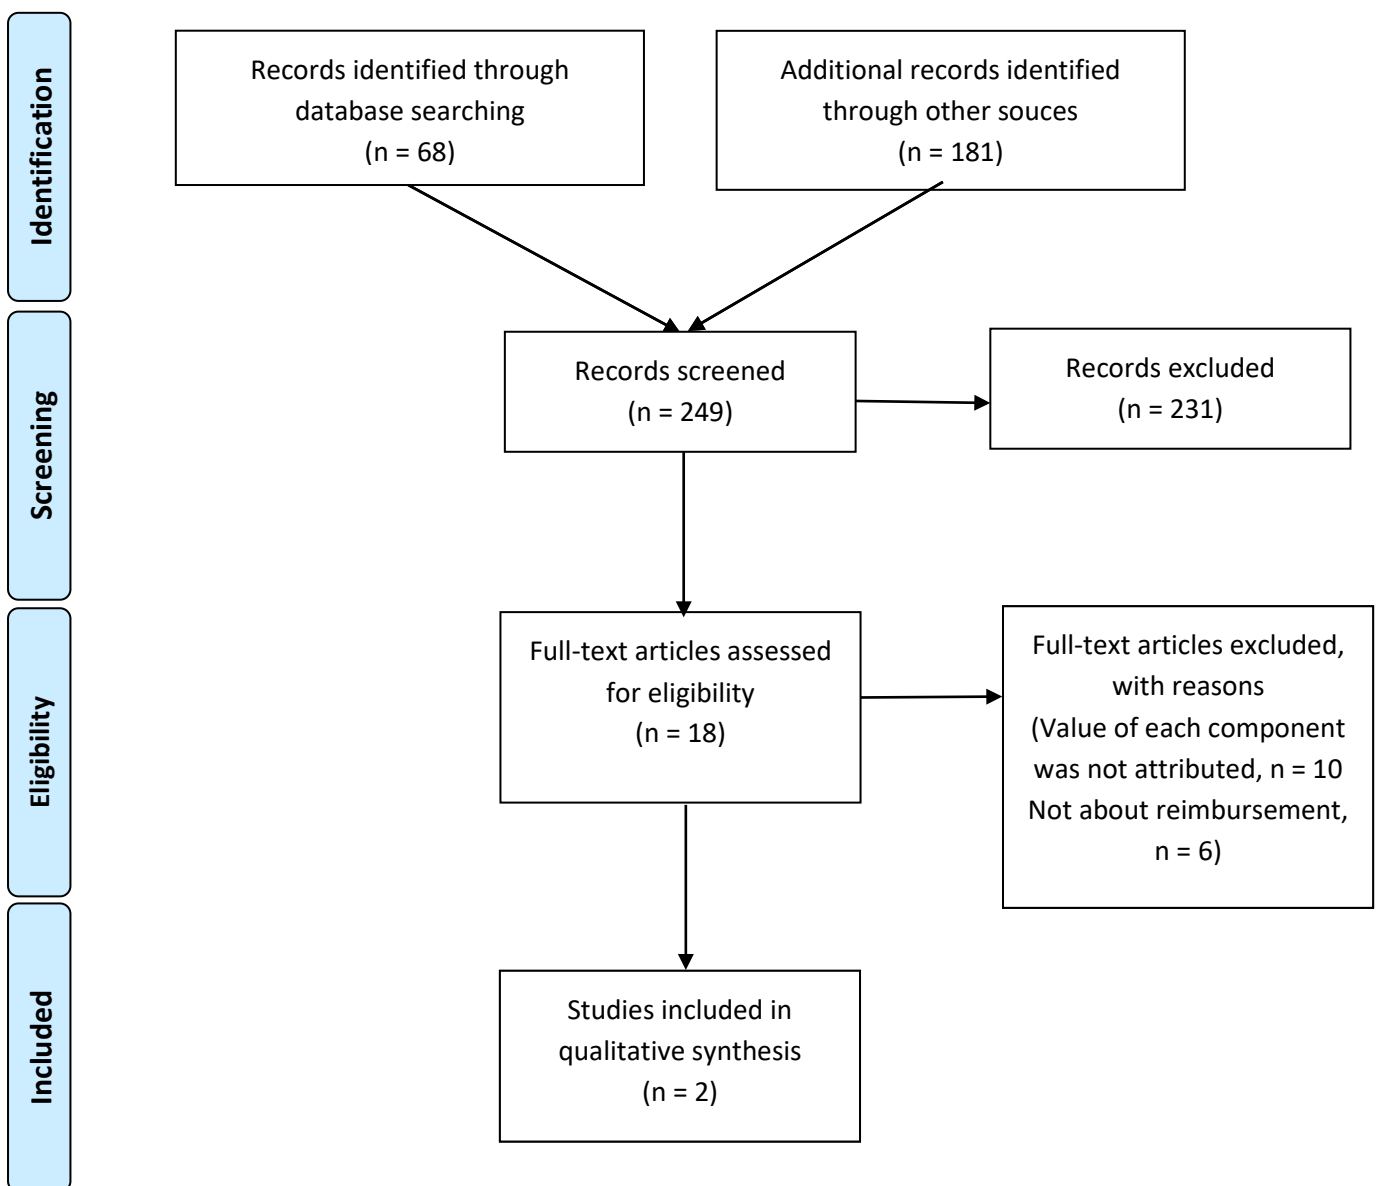 Identification
Records identified through
database searching
(n = 68)
Additional records identified
through other souces
(n = 181)
Screening
Records screened
(n = 249)
Records excluded
(n = 231)
Eligibility
Full-text articles assessed
for eligibility
(n = 18)
Full-text articles excluded,
with reasons
(Value of each component
was not attributed, n = 10
Not about reimbursement,
n = 6)
Included
Studies included in
qualitative synthesis
(n = 2)